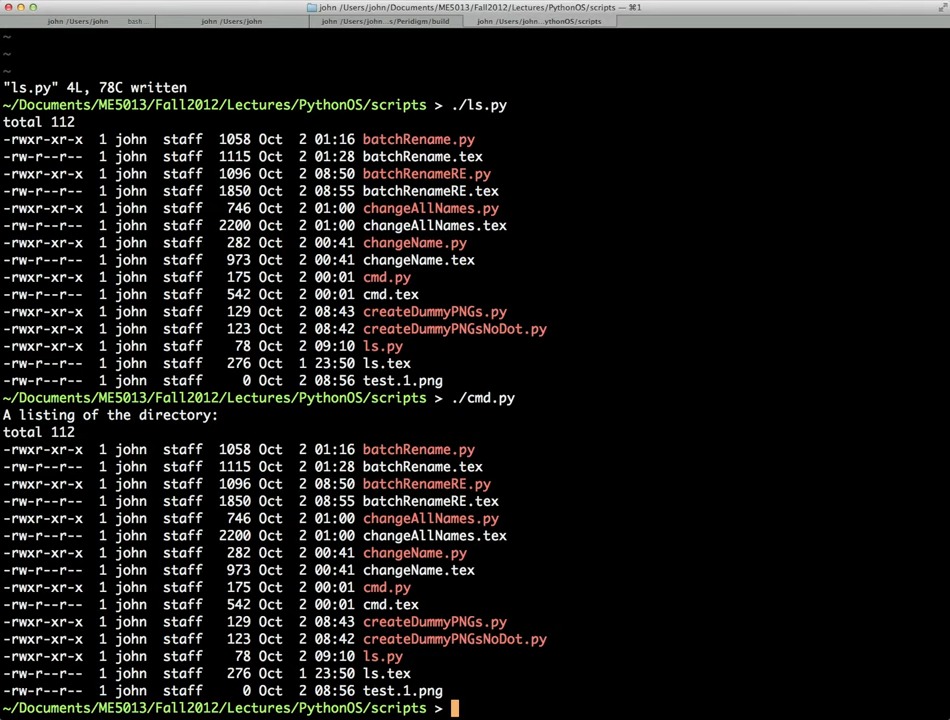 john /Users/john/Documents/ME5013/Fall2012/Lectures/PythonOS/scripts — ⌘1
john /Users/john bash...
john /Users/john
john /Users/john...s/Peridigm/build
john /Users/john...ythonOS/scripts
~
~
~
"ls.py" 4L, 78C written
~/Documents/ME5013/Fall2012/Lectures/PythonOS/scripts > ./ls.py
total 112
-rwxr-xr-x 1 john staff 1058 Oct 2 01:16 batchRename.py
-rw-r--r-- 1 john staff 1115 Oct 2 01:28 batchRename.tex
-rwxr-xr-x 1 john staff 1096 Oct 2 08:50 batchRenameRE.py
-rw-r--r-- 1 john staff 1850 Oct 2 08:55 batchRenameRE.tex
-rwxr-xr-x 1 john staff 746 Oct 2 01:00 changeAllNames.py
-rw-r--r-- 1 john staff 2200 Oct 2 01:00 changeAllNames.tex
-rwxr-xr-x 1 john staff 282 Oct 2 00:41 changeName.py
-rw-r--r-- 1 john staff 973 Oct 2 00:41 changeName.tex
-rwxr-xr-x 1 john staff 175 Oct 2 00:01 cmd.py
-rw-r--r-- 1 john staff 542 Oct 2 00:01 cmd.tex
-rwxr-xr-x 1 john staff 129 Oct 2 08:43 createDummyPNGs.py
-rwxr-xr-x 1 john staff 123 Oct 2 08:42 createDummyPNGsNoDot.py
-rwxr-xr-x 1 john staff 78 Oct 2 09:10 ls.py
-rw-r--r-- 1 john staff 276 Oct 1 23:50 ls.tex
-rw-r--r-- 1 john staff 0 Oct 2 08:56 test.1.png
~/Documents/ME5013/Fall2012/Lectures/PythonOS/scripts > ./cmd.py
A listing of the directory:
total 112
-rwxr-xr-x 1 john staff 1058 Oct 2 01:16 batchRename.py
-rw-r--r-- 1 john staff 1115 Oct 2 01:28 batchRename.tex
-rwxr-xr-x 1 john staff 1096 Oct 2 08:50 batchRenameRE.py
-rw-r--r-- 1 john staff 1850 Oct 2 08:55 batchRenameRE.tex
-rwxr-xr-x 1 john staff 746 Oct 2 01:00 changeAllNames.py
-rw-r--r-- 1 john staff 2200 Oct 2 01:00 changeAllNames.tex
-rwxr-xr-x 1 john staff 282 Oct 2 00:41 changeName.py
-rw-r--r-- 1 john staff 973 Oct 2 00:41 changeName.tex
-rwxr-xr-x 1 john staff 175 Oct 2 00:01 cmd.py
-rw-r--r-- 1 john staff 542 Oct 2 00:01 cmd.tex
-rwxr-xr-x 1 john staff 129 Oct 2 08:43 createDummyPNGs.py
-rwxr-xr-x 1 john staff 123 Oct 2 08:42 createDummyPNGsNoDot.py
-rwxr-xr-x 1 john staff 78 Oct 2 09:10 ls.py
-rw-r--r-- 1 john staff 276 Oct 1 23:50 ls.tex
-rw-r--r-- 1 john staff 0 Oct 2 08:56 test.1.png
~/Documents/ME5013/Fall2012/Lectures/PythonOS/scripts >